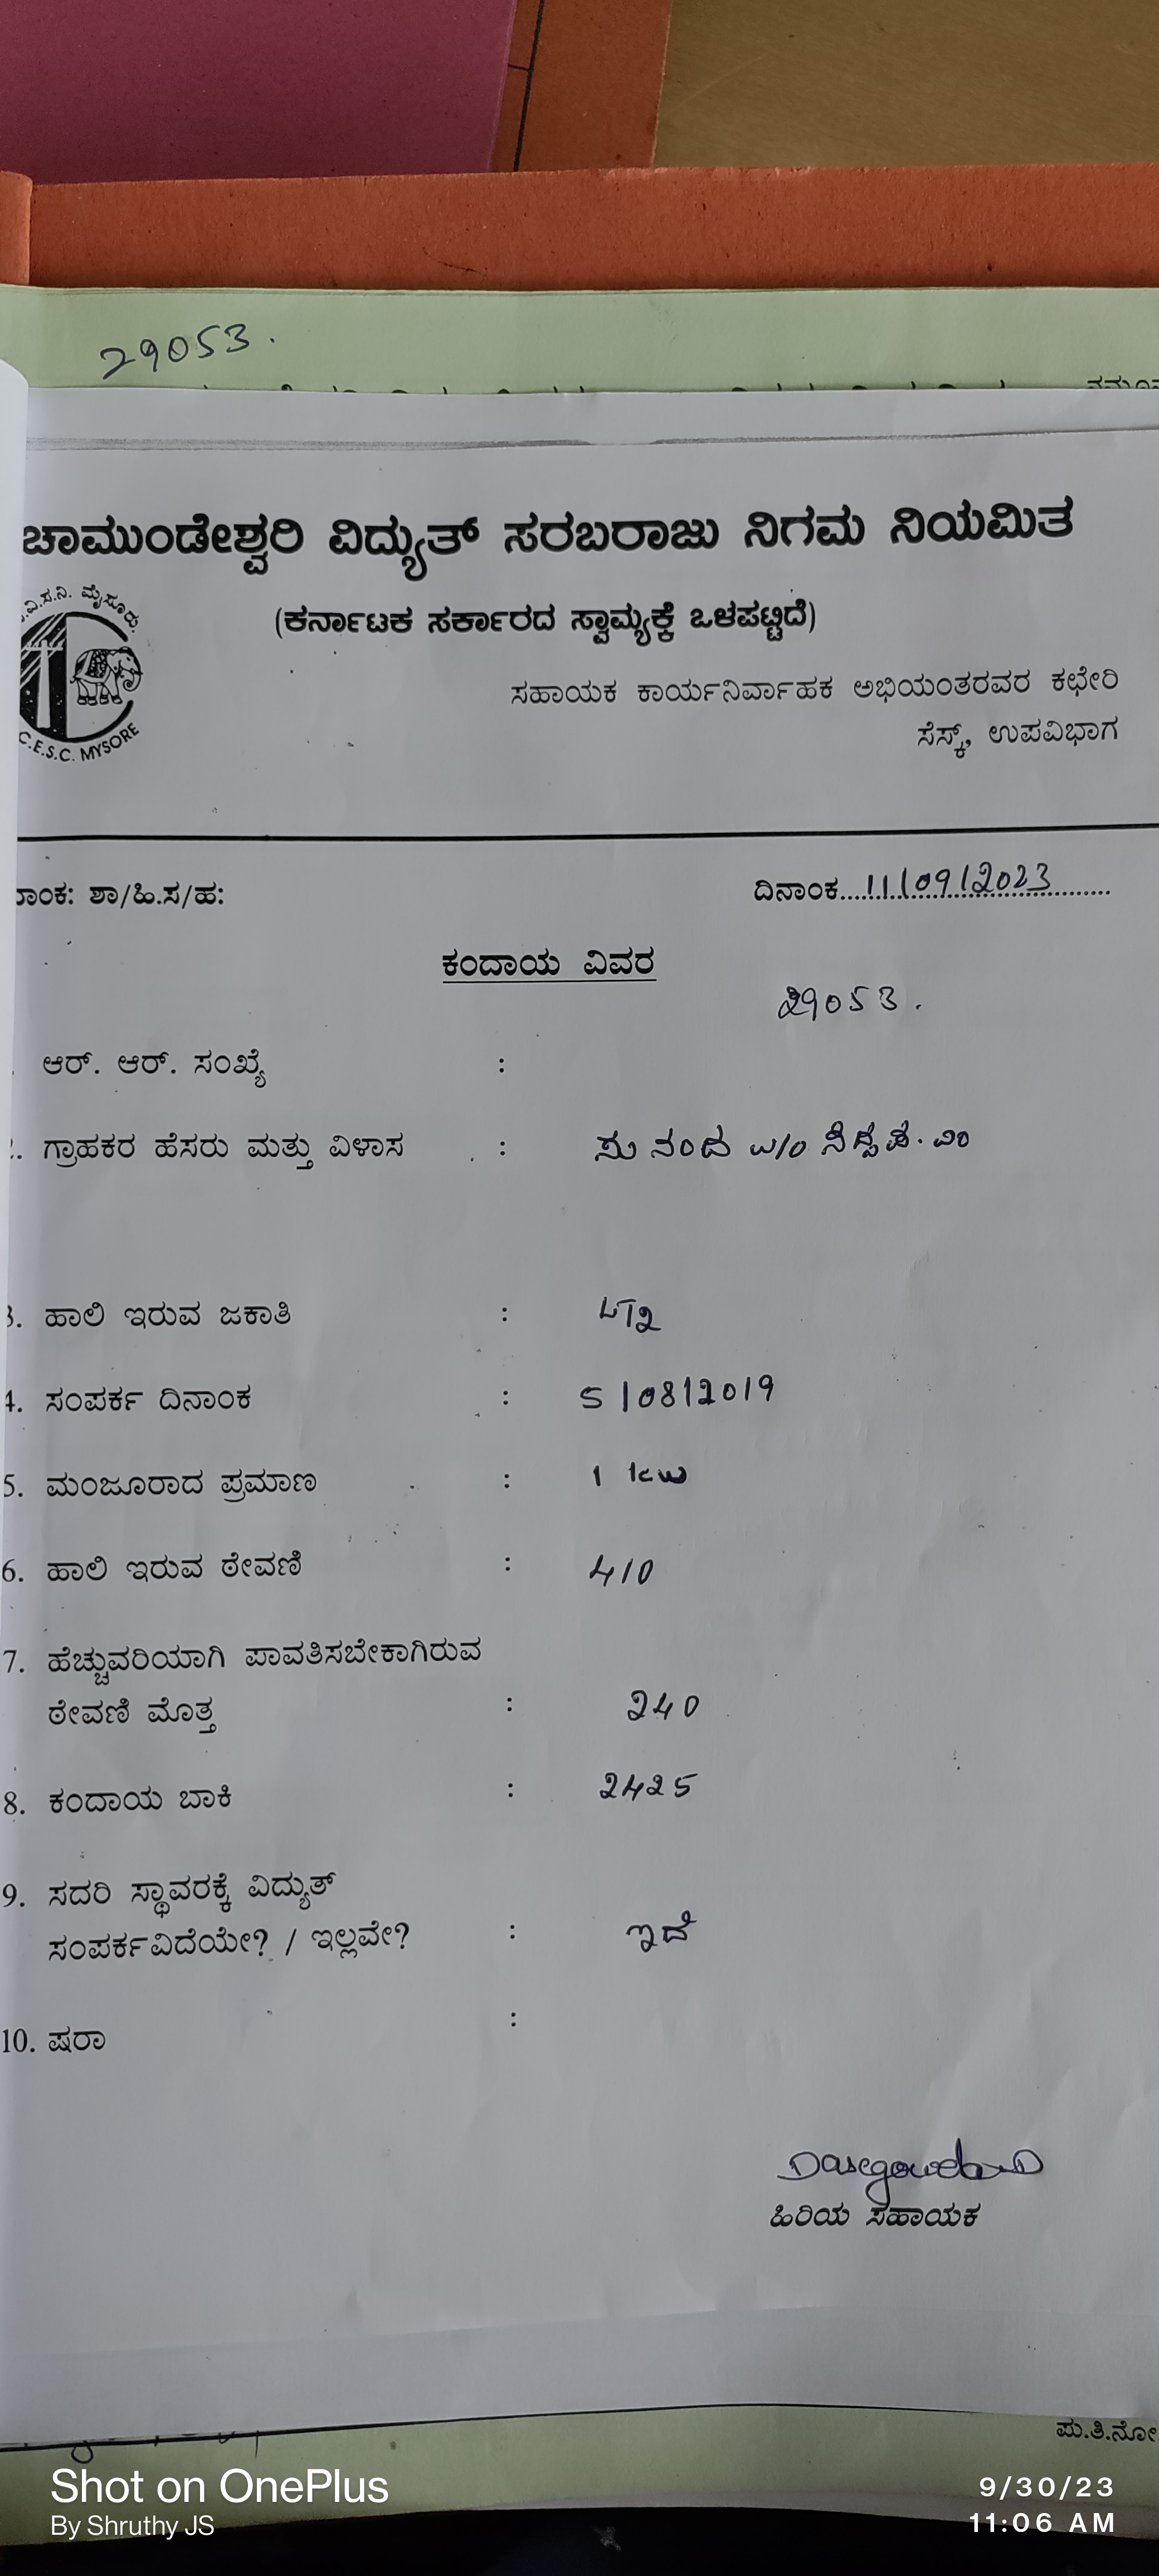 29053.
ಚಾಮುಂಡೇಶ್ವರಿ ವಿದ್ಯುತ್ ಸರಬರಾಜು ನಿಗಮ ನಿಯಮಿತ
ವಿ.ಸ.ನಿ. ಮೈಸೂರು.
C.E.S.C. MYSORE
(ಕರ್ನಾಟಕ ಸರ್ಕಾರದ ಸ್ವಾಮ್ಯಕ್ಕೆ ಒಳಪಟ್ಟಿದೆ)
ಸಹಾಯಕ ಕಾರ್ಯನಿರ್ವಾಹಕ ಅಭಿಯಂತರವರ ಕಛೇರಿ
ಸೆಸ್ಕ್, ಉಪವಿಭಾಗ
ಾಂಕ: ಶಾ/ಹಿ.ಸ/ಹ: ದಿನಾಂಕ 11/09/2023
ಕಂದಾಯ ವಿವರ
29053.
ಆರ್. ಆರ್. ಸಂಖ್ಯೆ :
ಗ್ರಾಹಕರ ಹೆಸರು ಮತ್ತು ವಿಳಾಸ : ಸುನಂದ w/o
3. ಹಾಲಿ ಇರುವ ಜಕಾತಿ : LT2
4. ಸಂಪರ್ಕ ದಿನಾಂಕ : 5/08/2019
5. ಮಂಜೂರಾದ ಪ್ರಮಾಣ : 1 kw
6. ಹಾಲಿ ಇರುವ ಠೇವಣಿ : 410
7. ಹೆಚ್ಚುವರಿಯಾಗಿ ಪಾವತಿಸಬೇಕಾಗಿರುವ
ಠೇವಣಿ ಮೊತ್ತ : 240
8. ಕಂದಾಯ ಬಾಕಿ : 2425
9. ಸದರಿ ಸ್ಥಾವರಕ್ಕೆ ವಿದ್ಯುತ್
ಸಂಪರ್ಕವಿದೆಯೇ? / ಇಲ್ಲವೇ? : ಇದೆ
10. ಷರಾ :
ಹಿರಿಯ ಸಹಾಯಕ
ಪು.ತಿ.ನೋ
Shot on OnePlus
By Shruthy JS
9/30/23
11:06 AM